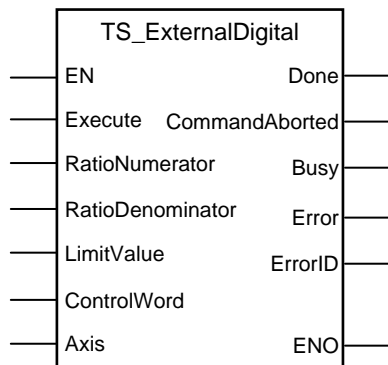 TS_ExternalDigital
EN Done
Execute CommandAborted
RatioNumerator Busy
RatioDenominator Error
LimitValue ErrorID
ControlWord
Axis ENO